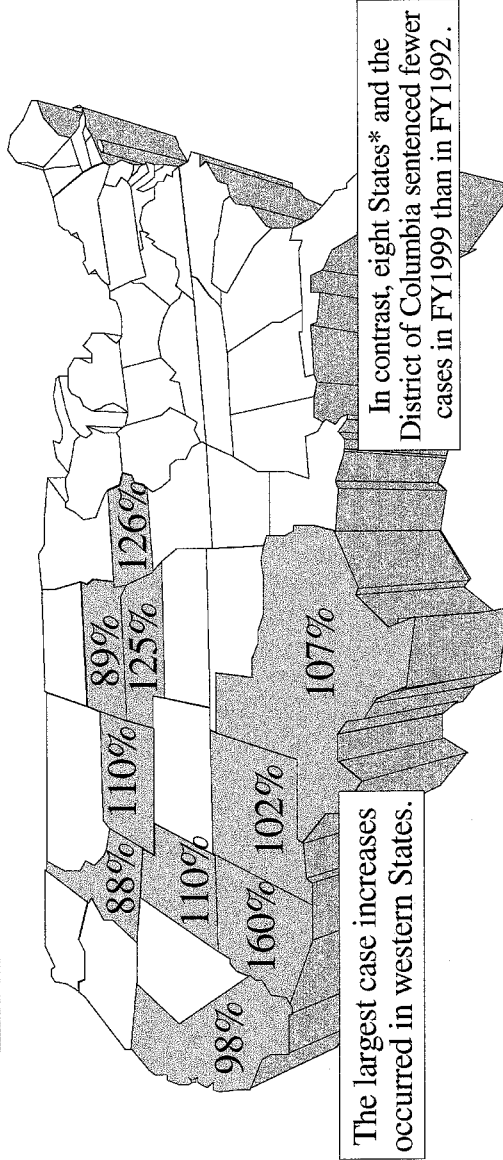 126%
89%
125%
110%
107%
88%
110%
102%
160%
98%
The largest case increases
occurred in western States.
In contrast, eight States* and the
District of Columbia sentenced fewer
cases in FY1999 than in FY1992.